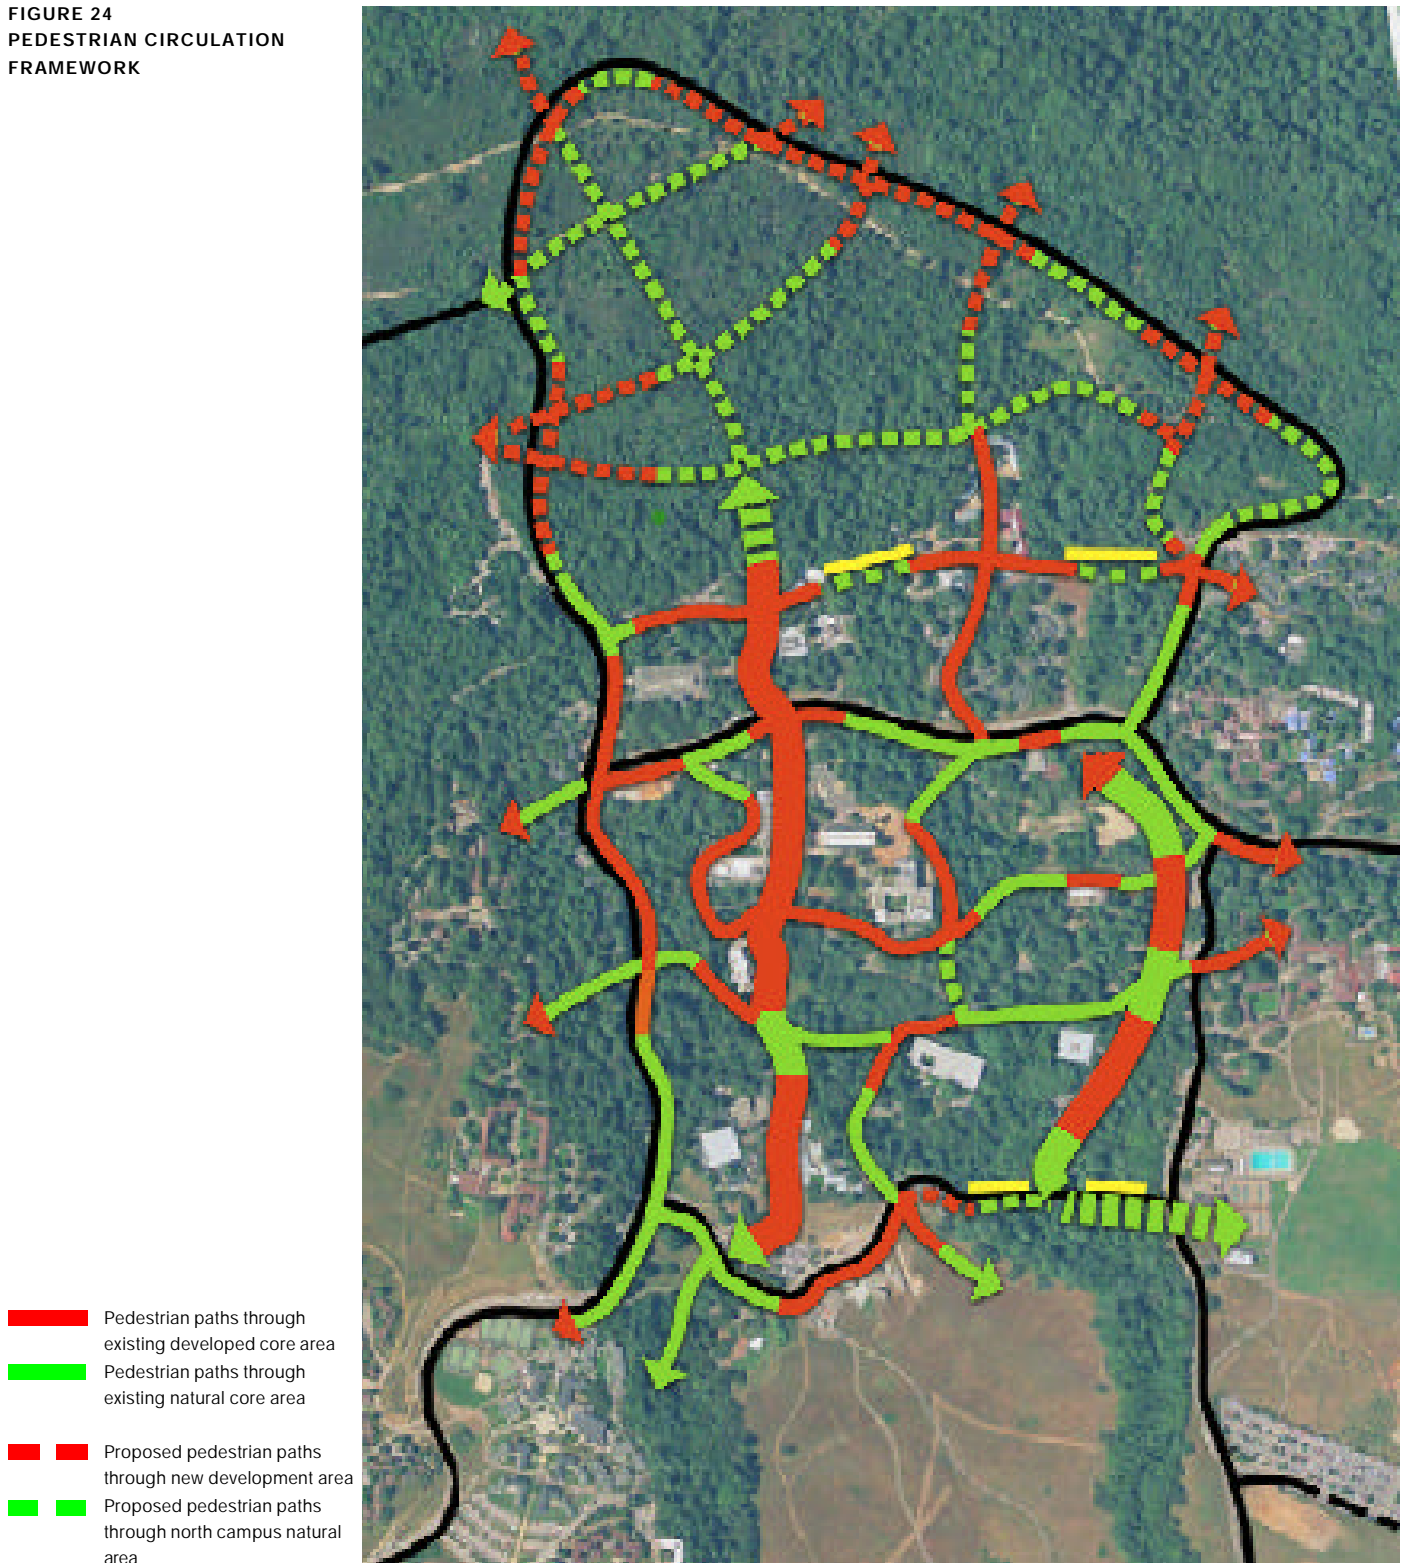 FIGURE 24
PEDESTRIAN CIRCULATION
FRAMEWORK
Pedestrian paths through
existing developed core area
Pedestrian paths through
existing natural core area
Proposed pedestrian paths
through new development area
Proposed pedestrian paths
through north campus natural
area